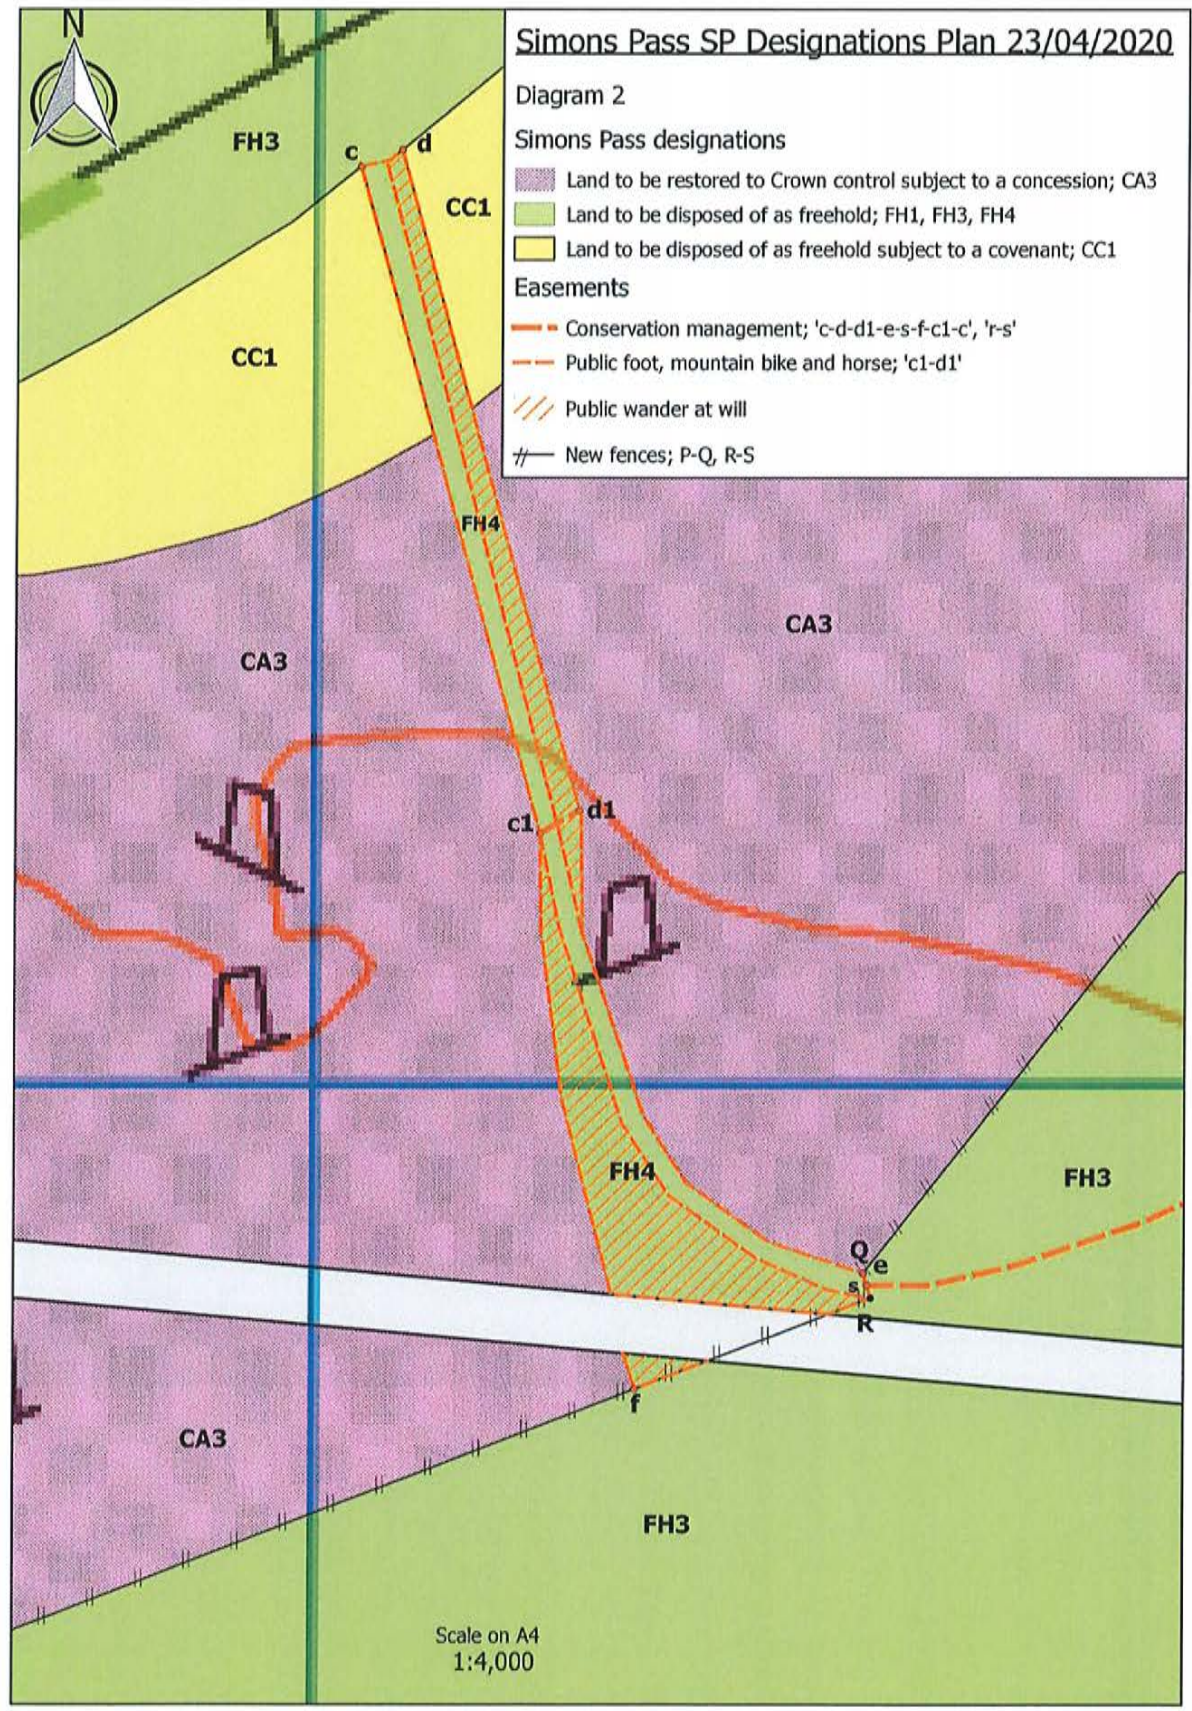 N
Simons Pass SP Designations Plan 23/04/2020
Diagram 2
Simons Pass designations
Land to be restored to Crown control subject to a concession; CA3
Land to be disposed of as freehold; FH1, FH3, FH4
Land to be disposed of as freehold subject to a covenant; CC1
Easements
Conservation management; 'c-d-d1-e-s-f-c1-c', 'r-s'
Public foot, mountain bike and horse; 'c1-d1'
Public wander at will
New fences; P-Q, R-S
FH3
c
d
CC1
CC1
FH4
CA3
CA3
c1
d1
FH4
FH3
Q
e
s
R
f
CA3
FH3
Scale on A4
1:4,000